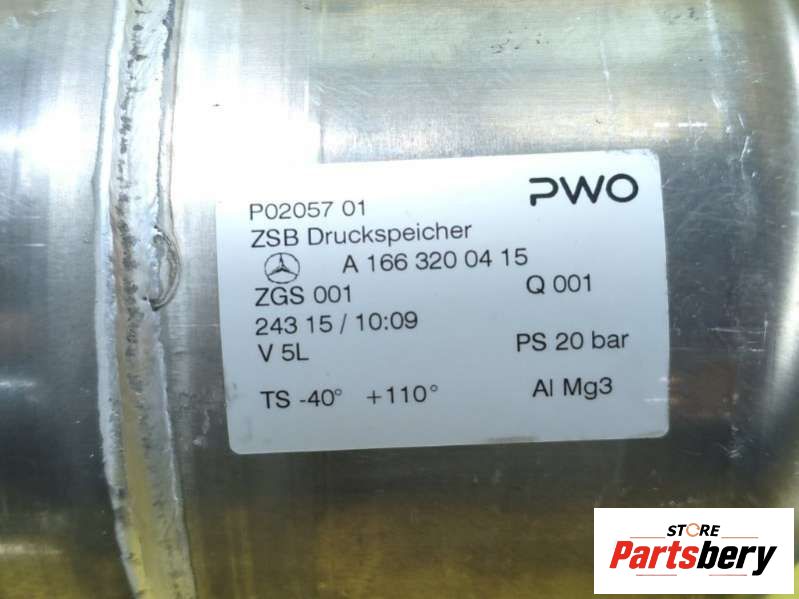 PWO
P02057 01
ZSB Druckspeicher
A 166 320 04 15
ZGS 001 Q 001
243 15 / 10:09
V 5L PS 20 bar
TS -40° +110° Al Mg3
STORE
Partsbery